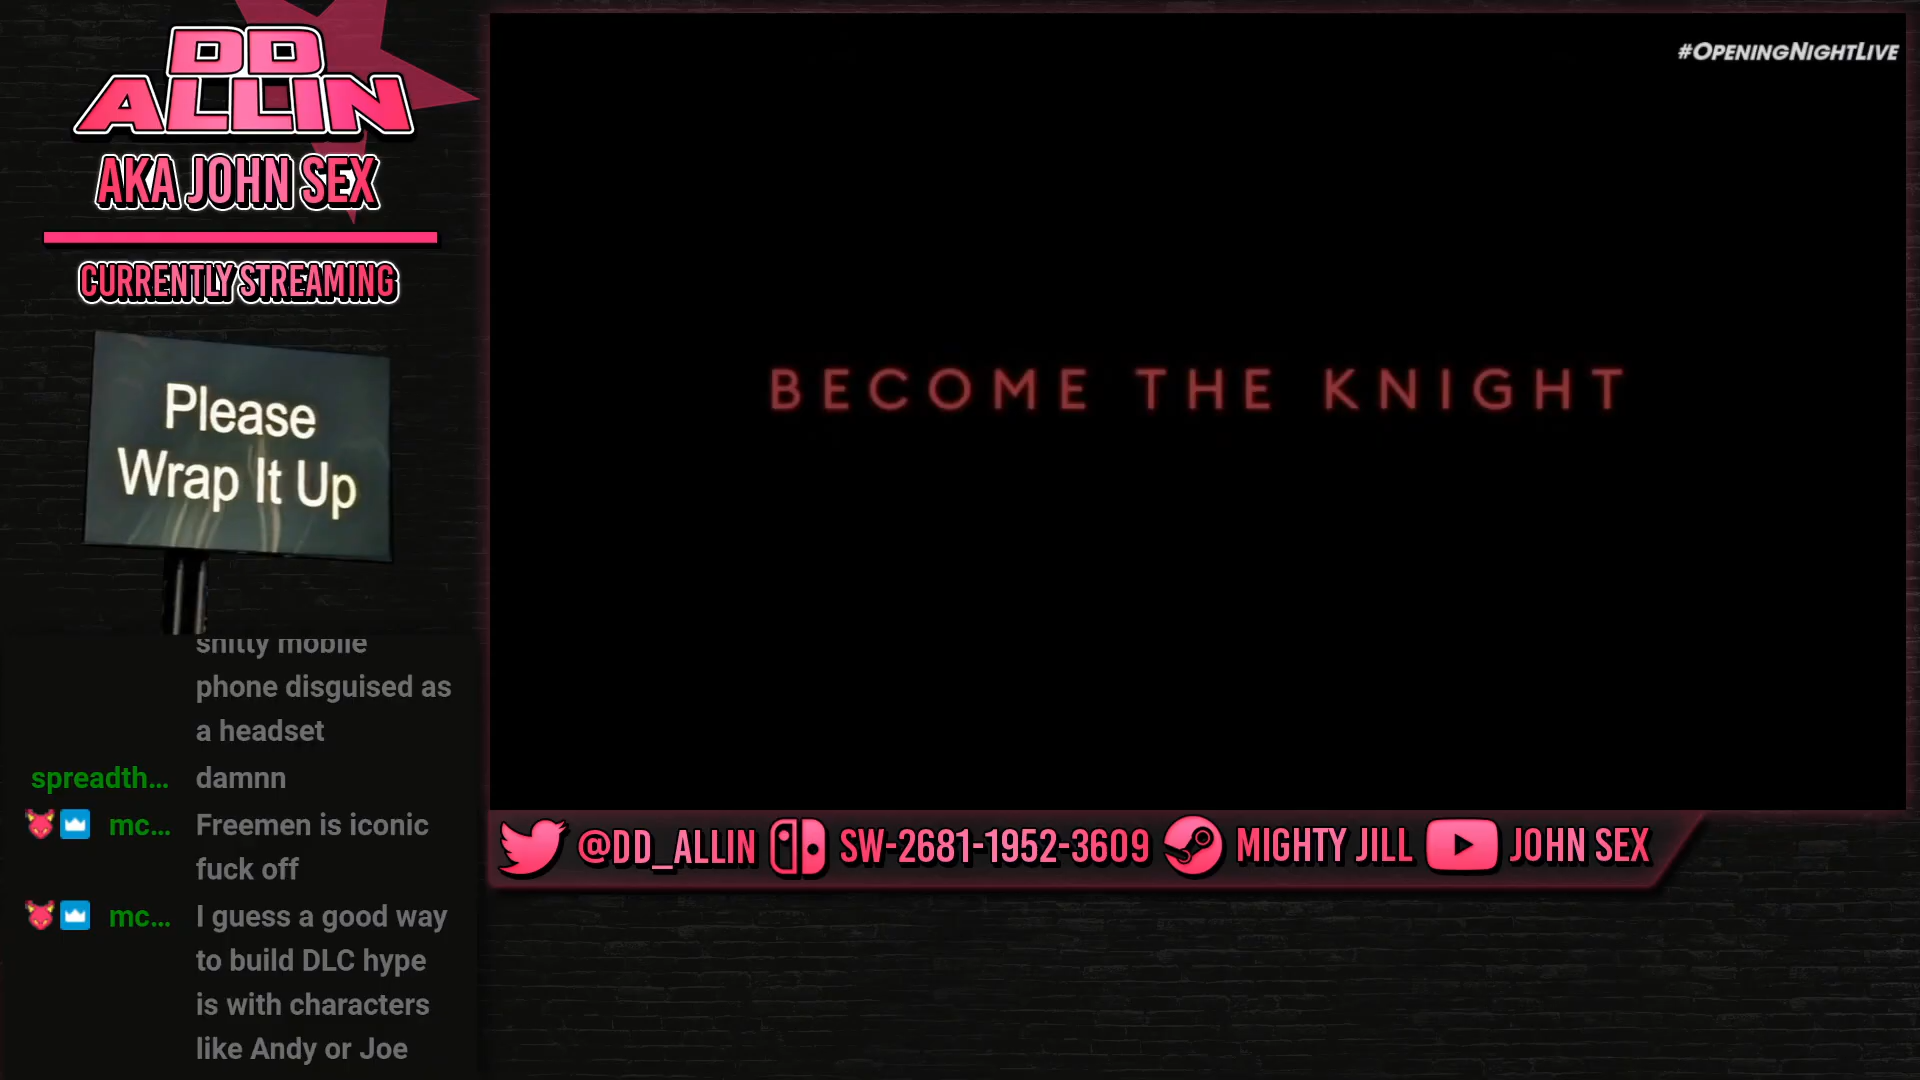 DD
ALLIN
AKA JOHN SEX
CURRENTLY STREAMING
Please
Wrap It Up
shitty mobile
phone disguised as
a headset
spreadth... damnn
mc... Freemen is iconic
fuck off
mc... I guess a good way
to build DLC hype
is with characters
like Andy or Joe
#OPENINGNIGHTLIVE
BECOME THE KNIGHT
@DD_ALLIN SW-2681-1952-3609 MIGHTY JILL JOHN SEX